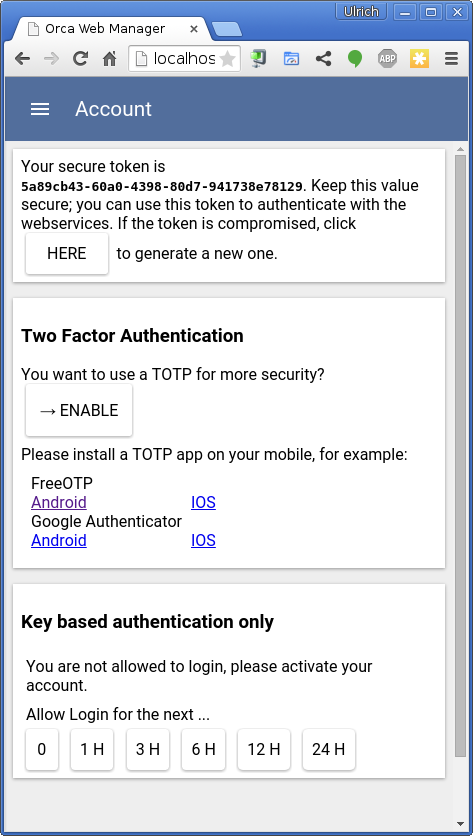 Ulrich
Orca Web Manager
localhos
ABP
Account
Your secure token is
5a89cb43-60a0-4398-80d7-941738e78129. Keep this value
secure; you can use this token to authenticate with the
webservices. If the token is compromised, click
HERE to generate a new one.
Two Factor Authentication
You want to use a TOTP for more security?
→ ENABLE
Please install a TOTP app on your mobile, for example:
FreeOTP
Android IOS
Google Authenticator
Android IOS
Key based authentication only
You are not allowed to login, please activate your
account.
Allow Login for the next ...
0 1 H 3 H 6 H 12 H 24 H